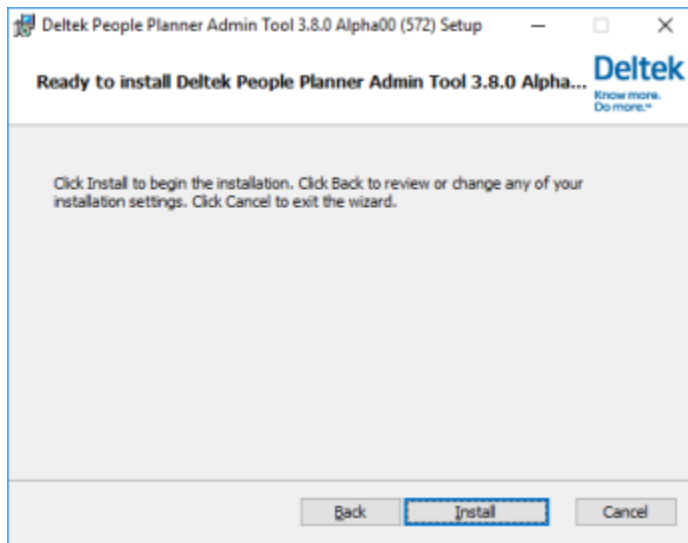 Deltek People Planner Admin Tool 3.8.0 Alpha00 (572) Setup
Ready to install Deltek People Planner Admin Tool 3.8.0 Alpha...
Deltek
Know more.
Do more.™
Click Install to begin the installation. Click Back to review or change any of your
installation settings. Click Cancel to exit the wizard.
Back Install Cancel